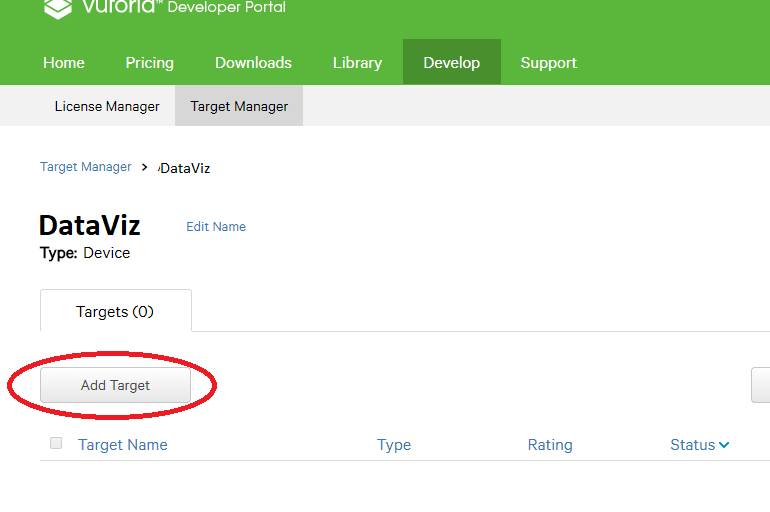 vuforia™ Developer Portal
Home Pricing Downloads Library Develop Support
License Manager Target Manager
Target Manager > /DataViz
DataViz Edit Name
Type: Device
Targets (0)
Add Target
Target Name Type Rating Status